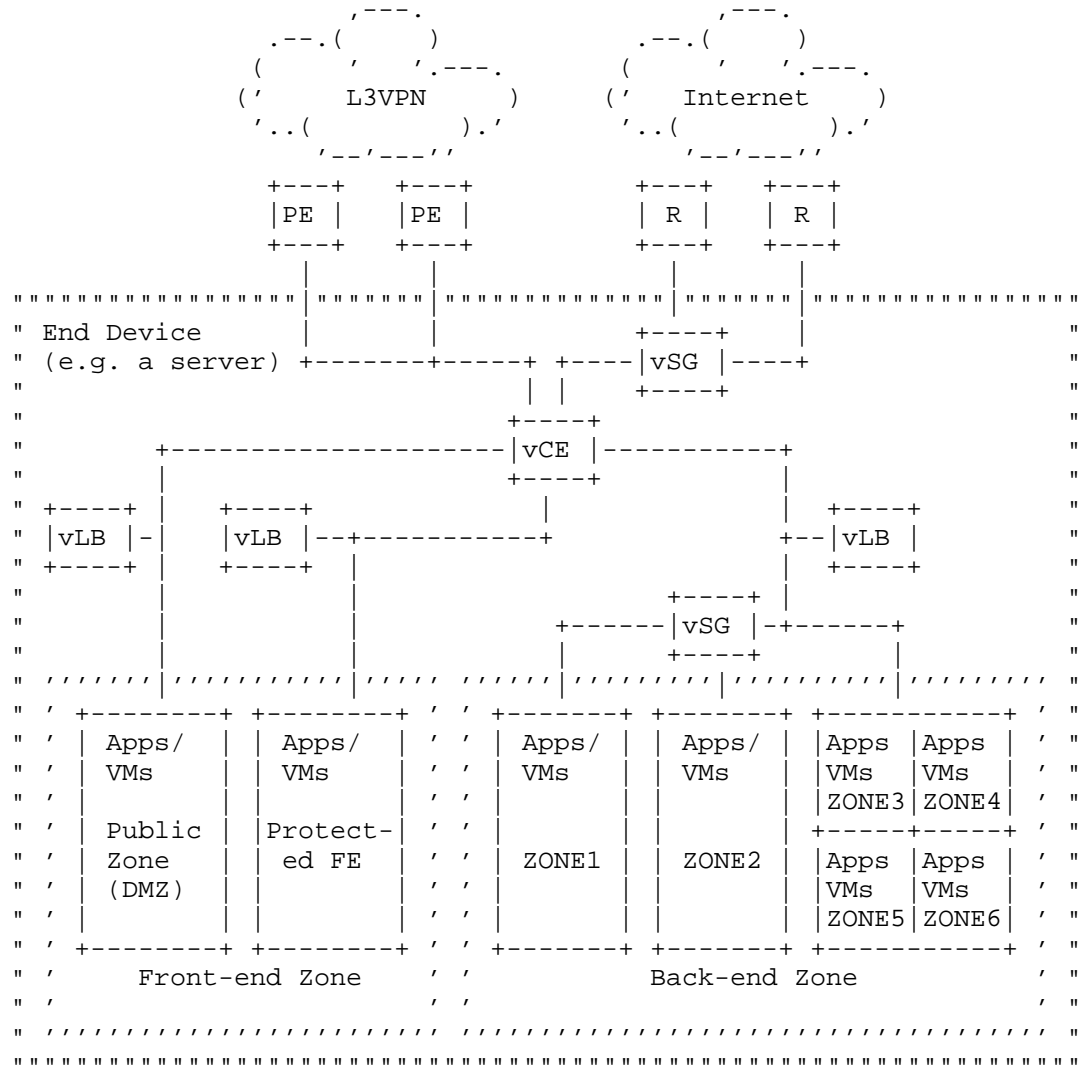 L3VPN Internet
PE PE R R
End Device
(e.g. a server) vSG
vCE
vLB vLB vLB
vSG
Apps/ Apps/ Apps/ Apps/ Apps Apps
VMs VMs VMs VMs VMs VMs
ZONE3 ZONE4
Public Protect-
Zone ed FE ZONE1 ZONE2 Apps Apps
(DMZ) VMs VMs
ZONE5 ZONE6
Front-end Zone Back-end Zone